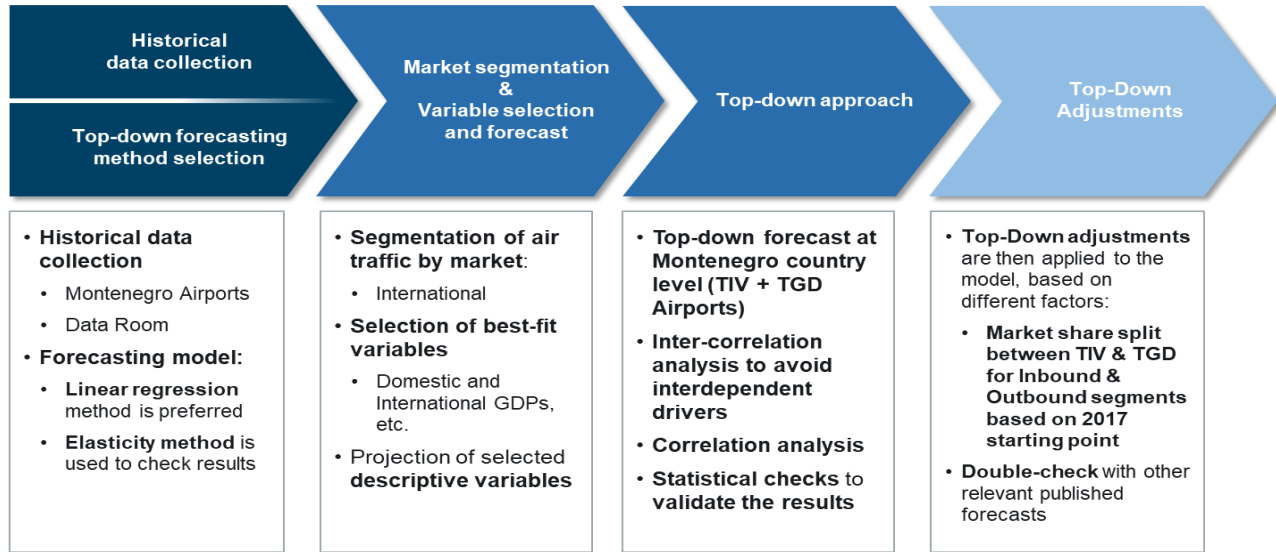 Historical
data collection
Top-down forecasting
method selection
Market segmentation
&
Variable selection
and forecast
Top-down approach
Top-Down
Adjustments
• Historical data
collection
• Montenegro Airports
• Data Room
• Forecasting model:
• Linear regression
method is preferred
• Elasticity method is
used to check results
• Segmentation of air
traffic by market:
• International
• Selection of best-fit
variables
• Domestic and
International GDPs,
etc.
• Projection of selected
descriptive variables
• Top-down forecast at
Montenegro country
level (TIV + TGD
Airports)
• Inter-correlation
analysis to avoid
interdependent
drivers
• Correlation analysis
• Statistical checks to
validate the results
• Top-Down adjustments
are then applied to the
model, based on
different factors:
• Market share split
between TIV & TGD
for Inbound &
Outbound segments
based on 2017
starting point
• Double-check with other
relevant published
forecasts